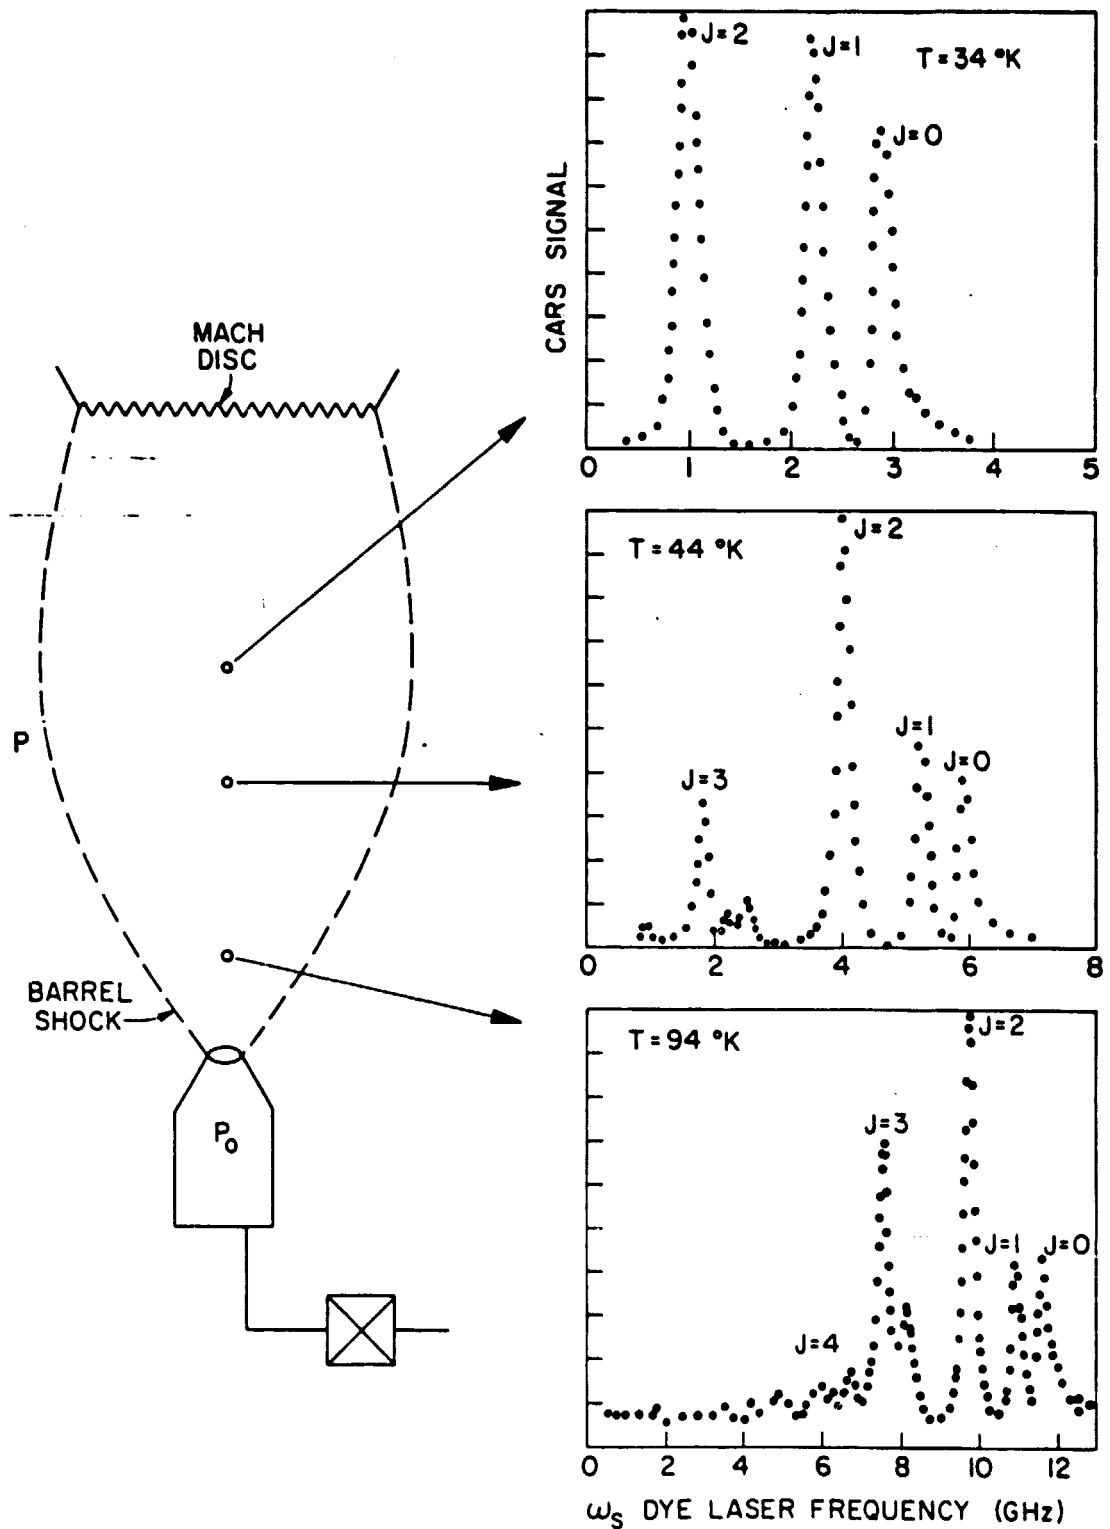 MACH
DISC
P
BARREL
SHOCK
P₀
CARS SIGNAL
J=2
J=1
T=34 °K
J=0
0 1 2 3 4 5
T=44 °K
J=2
J=1
J=0
J=3
0 2 4 6 8
T=94 °K
J=2
J=3
J=1
J=0
J=4
0 2 4 6 8 10 12
ωₛ DYE LASER FREQUENCY (GHz)